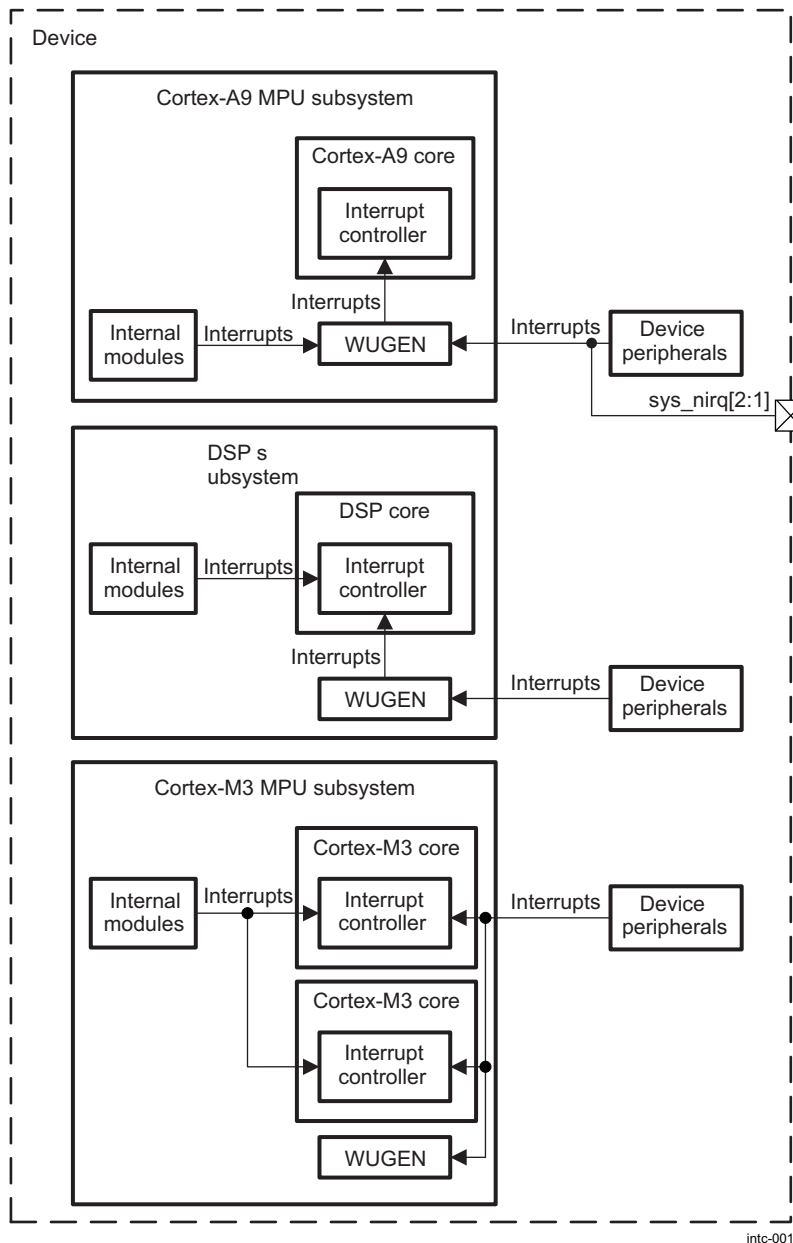 Device
Cortex-A9 MPU subsystem
Cortex-A9 core
Interrupt
controller
Interrupts
Internal
modules
Interrupts
WUGEN
Interrupts
Device
peripherals
sys_nirq[2:1]
DSP s
ubsystem
DSP core
Internal
modules
Interrupts
Interrupt
controller
Interrupts
WUGEN
Interrupts
Device
peripherals
Cortex-M3 MPU subsystem
Cortex-M3 core
Internal
modules
Interrupts
Interrupt
controller
Interrupts
Device
peripherals
Cortex-M3 core
Interrupt
controller
WUGEN
intc-001